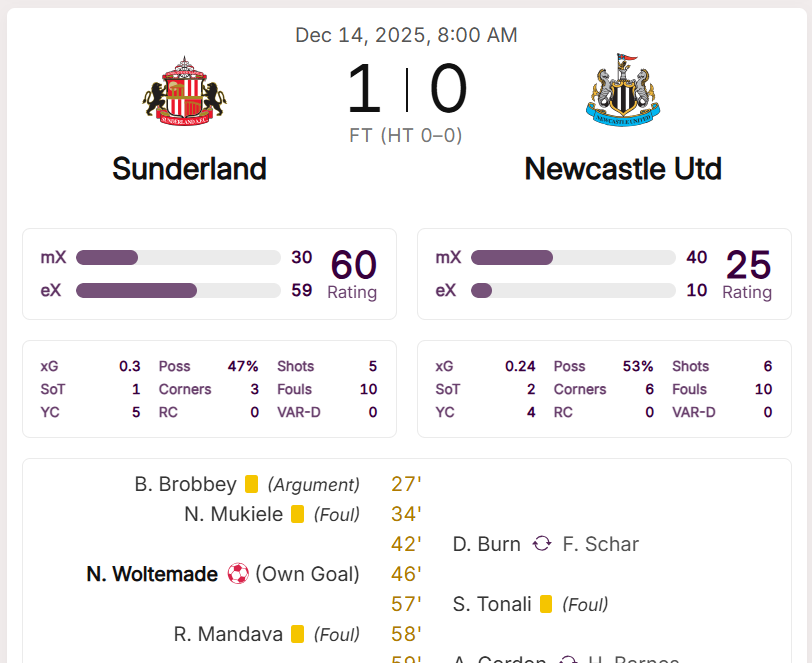 Dec 14, 2025, 8:00 AM
1 | 0
FT (HT 0–0)
SUNDERLAND A.F.C.
NEWCASTLE UNITED
Sunderland
Newcastle Utd
mX 30
eX 59
60
Rating
mX 40
eX 10
25
Rating
xG 0.3 Poss 47% Shots 5
SoT 1 Corners 3 Fouls 10
YC 5 RC 0 VAR-D 0
xG 0.24 Poss 53% Shots 6
SoT 2 Corners 6 Fouls 10
YC 4 RC 0 VAR-D 0
B. Brobbey (Argument) 27'
N. Mukiele (Foul) 34'
42' D. Burn F. Schar
N. Woltemade (Own Goal) 46'
57' S. Tonali (Foul)
R. Mandava (Foul) 58'
59' A. Gordon H. Barnes